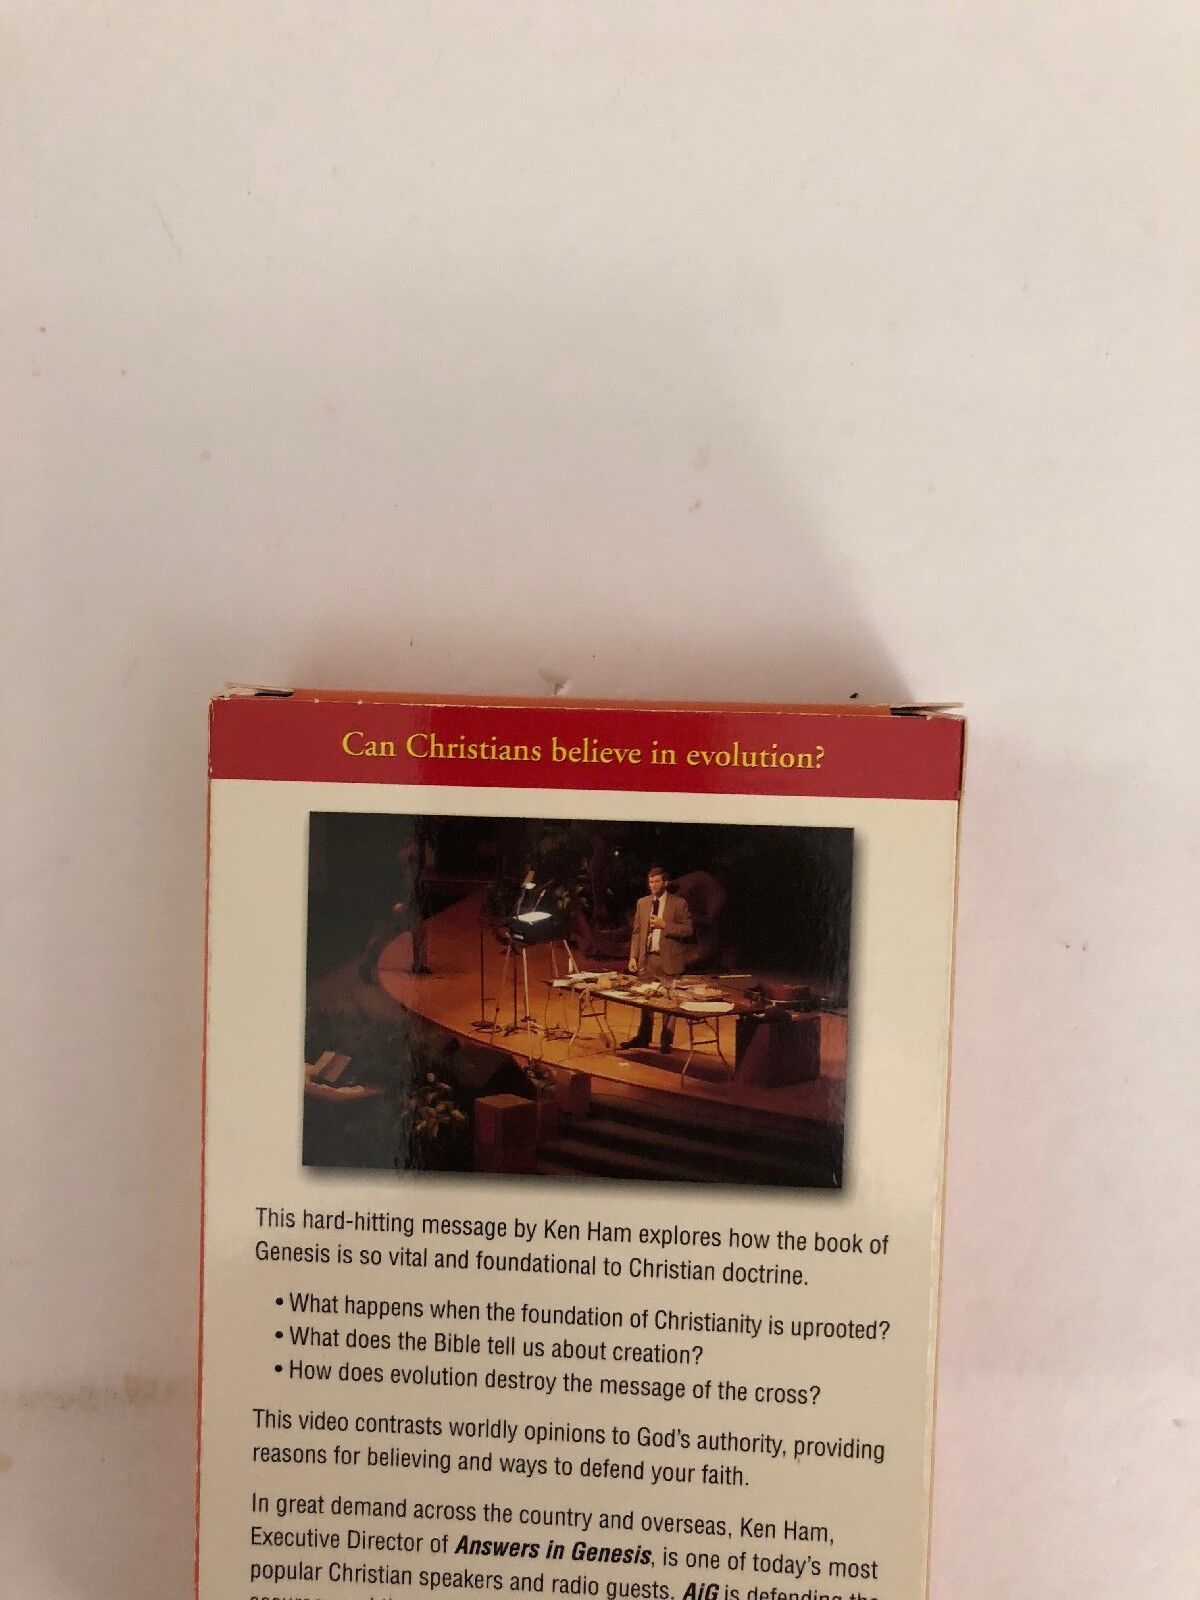 Can Christians believe in evolution?
This hard-hitting message by Ken Ham explores how the book of
Genesis is so vital and foundational to Christian doctrine.
• What happens when the foundation of Christianity is uprooted?
• What does the Bible tell us about creation?
• How does evolution destroy the message of the cross?
This video contrasts worldly opinions to God's authority, providing
reasons for believing and ways to defend your faith.
In great demand across the country and overseas, Ken Ham,
Executive Director of Answers in Genesis, is one of today's most
popular Christian speakers and radio guests. AiG is defending the